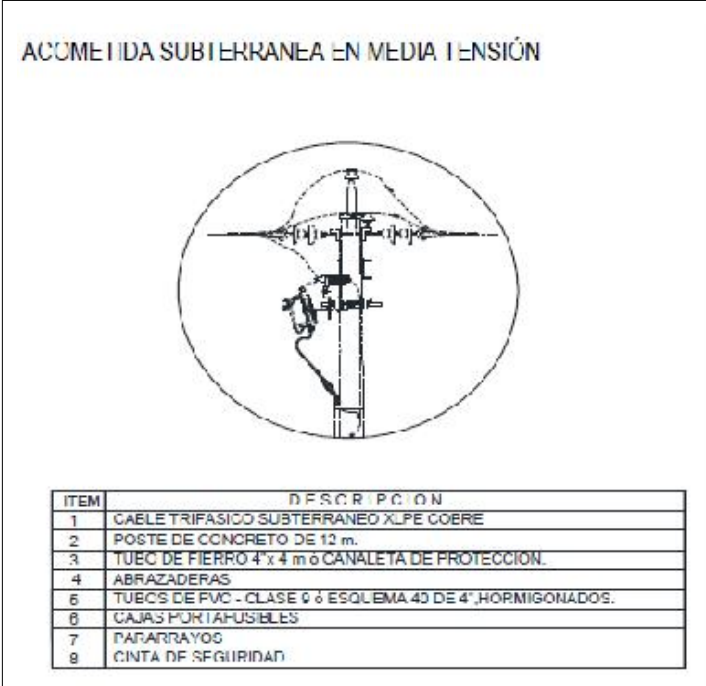 ACOMETIDA SUBTERRANEA EN MEDIA TENSIÓN
ITEM DESCRIPCION
1 CABLE TRIFASICO SUBTERRANEO XLPE COBRE
2 POSTE DE CONCRETO DE 12 m.
3 TUBO DE FIERRO 4"x 4 m ó CANALETA DE PROTECCION.
4 ABRAZADERAS
5 TUBOS DE PVC - CLASE 9 ó ESQUEMA 40 DE 4",HORMIGONADOS.
6 CAJAS PORTAFUSIBLES
7 PARARRAYOS
8 CINTA DE SEGURIDAD